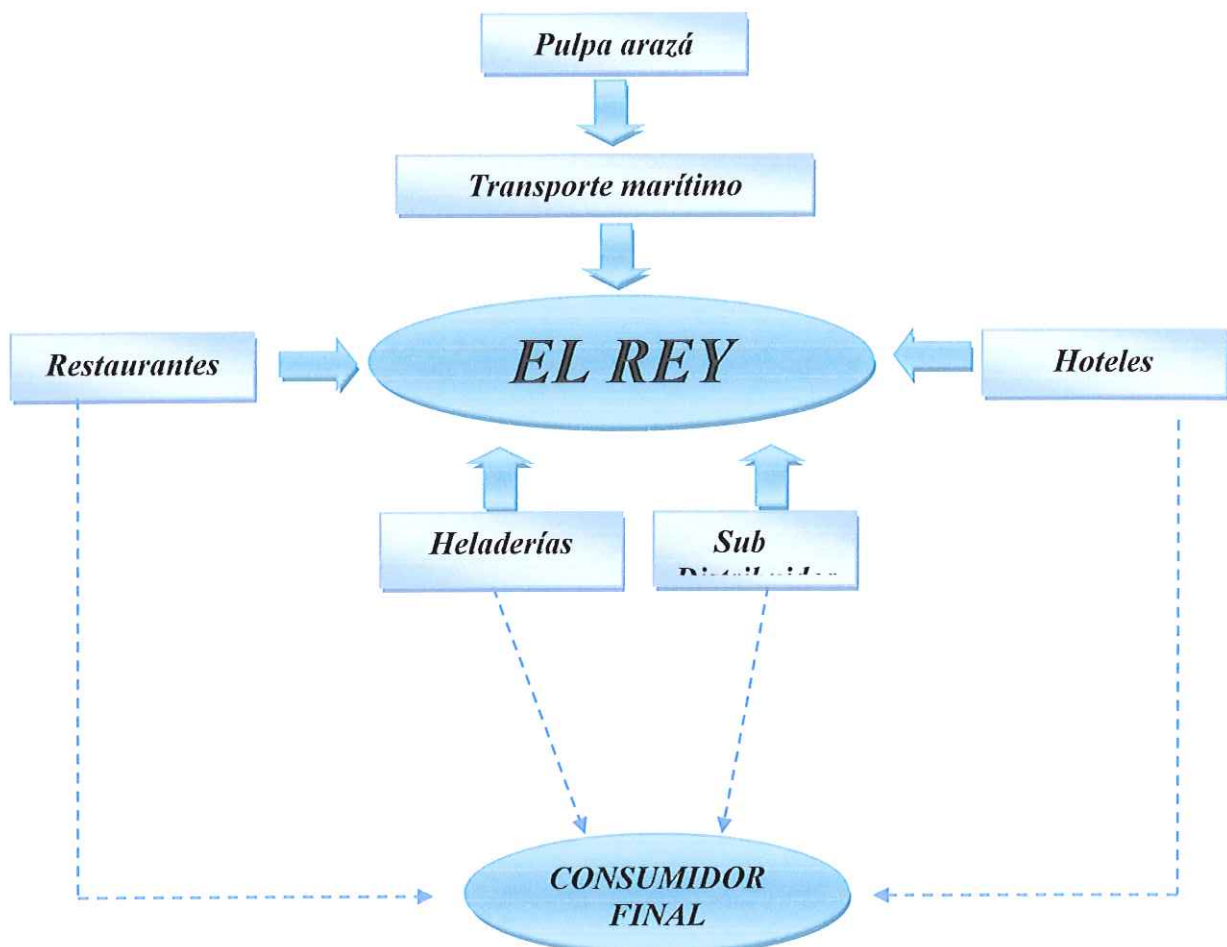 Pulpa arazá
Transporte marítimo
EL REY
Restaurantes
Hoteles
Heladerías
Sub
CONSUMIDOR
FINAL